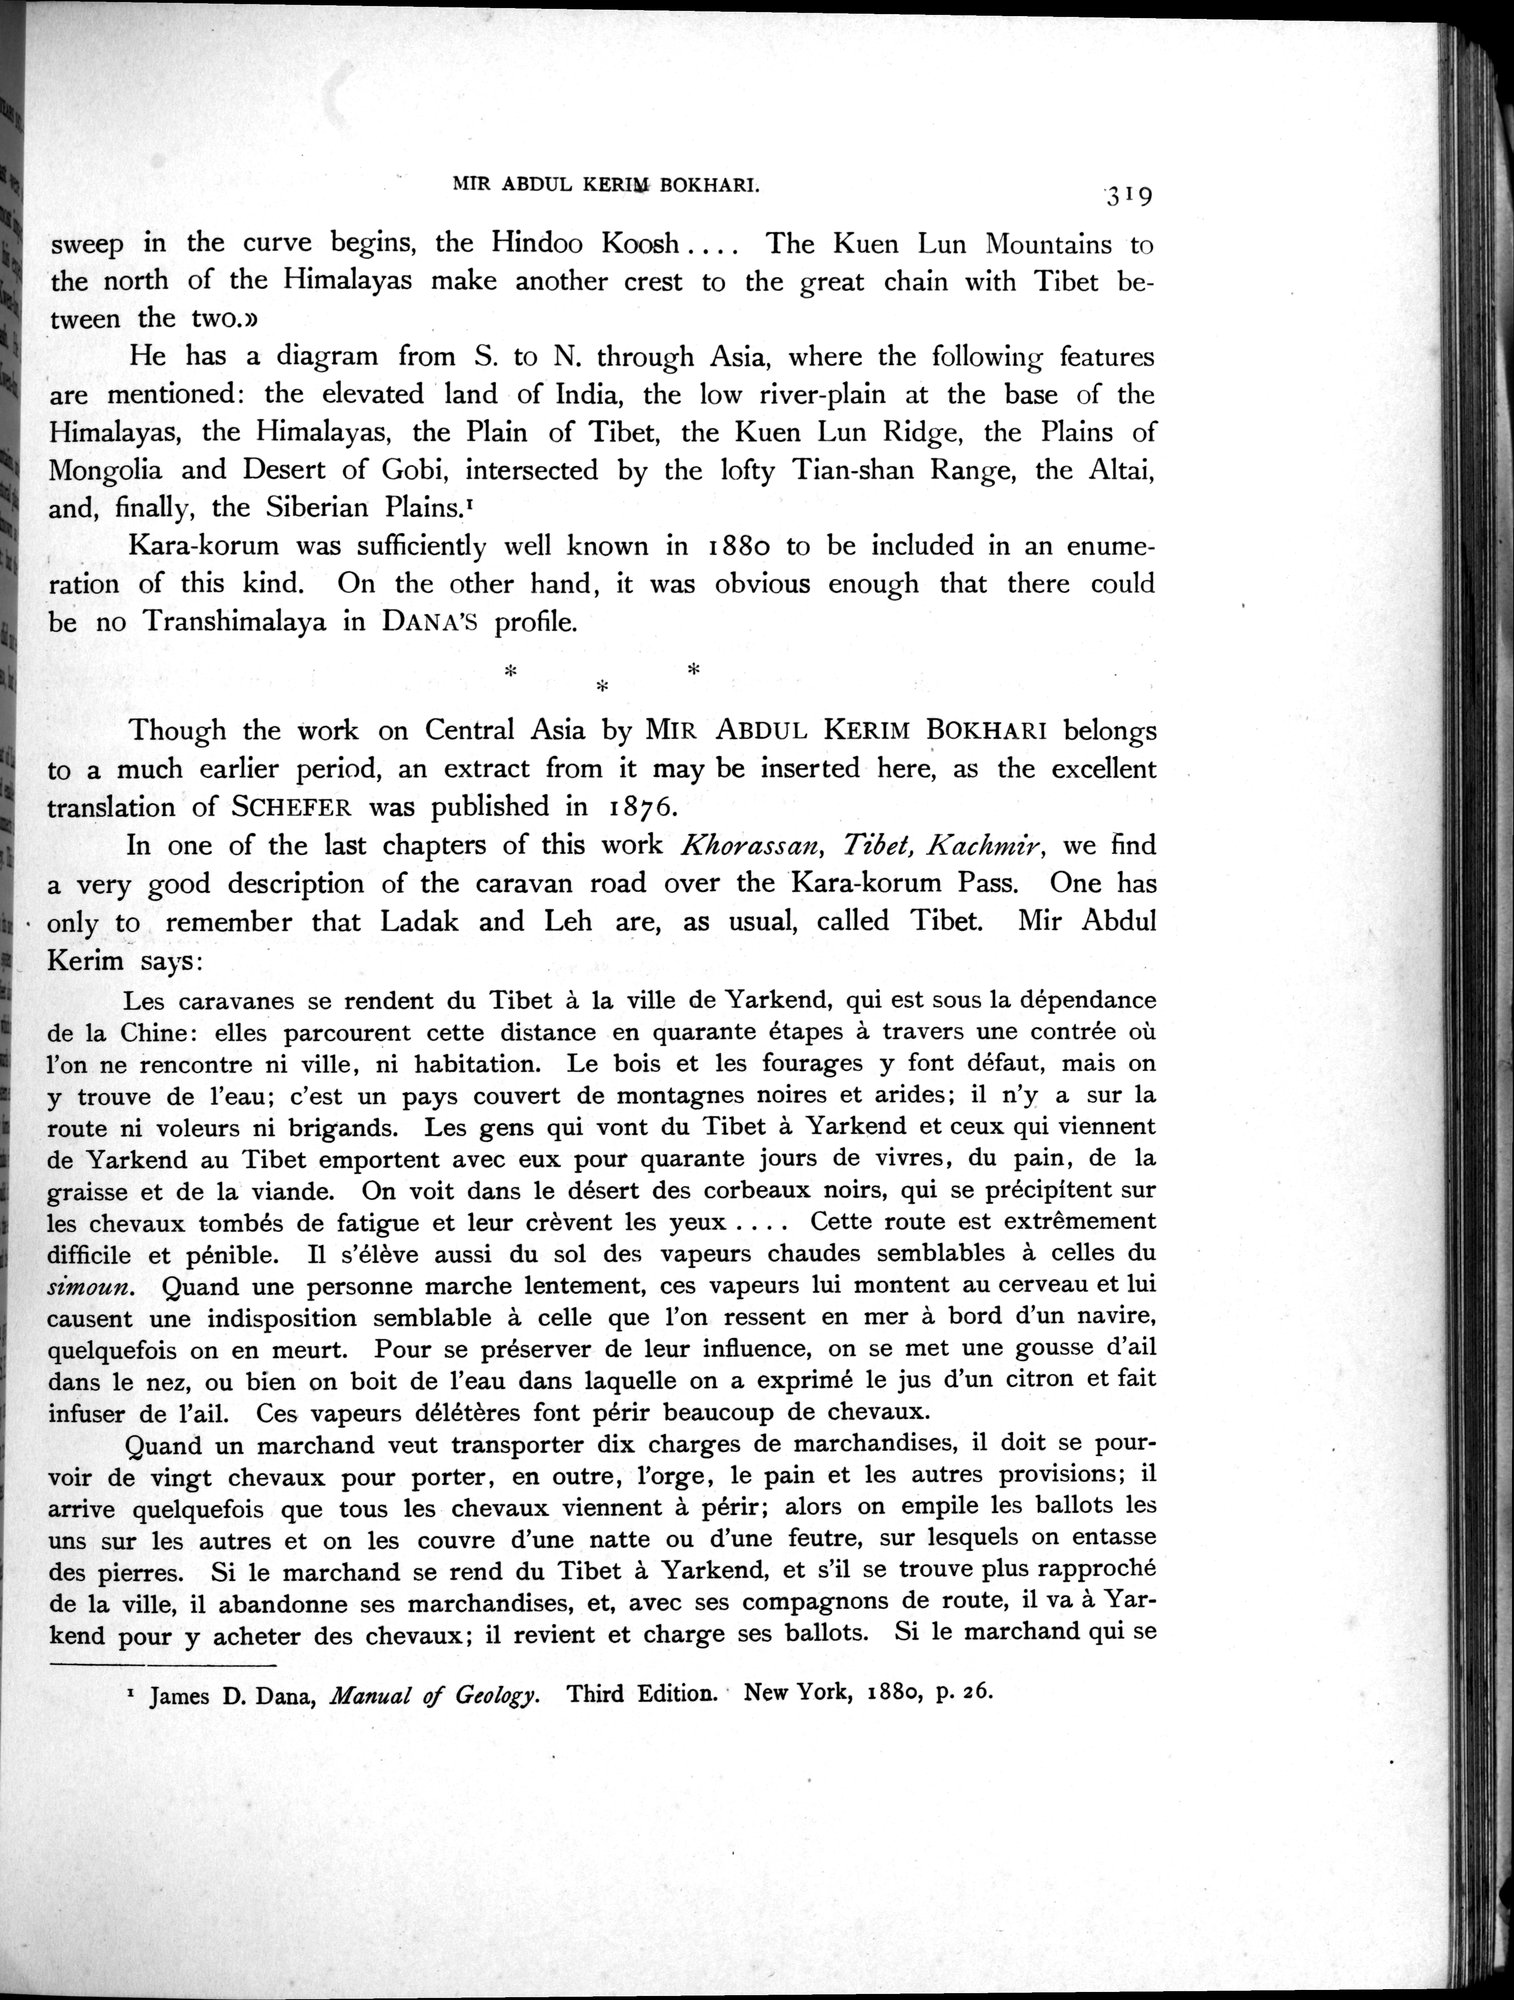 MIR ABDUL KERIM BOKHARI.
319
sweep in the curve begins, the Hindoo Koosh.... The Kuen Lun Mountains to
the north of the Himalayas make another crest to the great chain with Tibet be-
tween the two.»
He has a diagram from S. to N. through Asia, where the following features
are mentioned: the elevated land of India, the low river-plain at the base of the
Himalayas, the Himalayas, the Plain of Tibet, the Kuen Lun Ridge, the Plains of
Mongolia and Desert of Gobi, intersected by the lofty Tian-shan Range, the Altai,
and, finally, the Siberian Plains.¹
Kara-korum was sufficiently well known in 1880 to be included in an enume-
ration of this kind. On the other hand, it was obvious enough that there could
be no Transhimalaya in DANA'S profile.
* * *
Though the work on Central Asia by MIR ABDUL KERIM BOKHARI belongs
to a much earlier period, an extract from it may be inserted here, as the excellent
translation of SCHEFER was published in 1876.
In one of the last chapters of this work Khorassan, Tibet, Kachmir, we find
a very good description of the caravan road over the Kara-korum Pass. One has
only to remember that Ladak and Leh are, as usual, called Tibet. Mir Abdul
Kerim says:
Les caravanes se rendent du Tibet à la ville de Yarkend, qui est sous la dépendance
de la Chine: elles parcourent cette distance en quarante étapes à travers une contrée où
l'on ne rencontre ni ville, ni habitation. Le bois et les fourages y font défaut, mais on
y trouve de l'eau; c'est un pays couvert de montagnes noires et arides; il n'y a sur la
route ni voleurs ni brigands. Les gens qui vont du Tibet à Yarkend et ceux qui viennent
de Yarkend au Tibet emportent avec eux pour quarante jours de vivres, du pain, de la
graisse et de la viande. On voit dans le désert des corbeaux noirs, qui se précipitent sur
les chevaux tombés de fatigue et leur crèvent les yeux.... Cette route est extrêmement
difficile et pénible. Il s'élève aussi du sol des vapeurs chaudes semblables à celles du
simoun. Quand une personne marche lentement, ces vapeurs lui montent au cerveau et lui
causent une indisposition semblable à celle que l'on ressent en mer à bord d'un navire,
quelquefois on en meurt. Pour se préserver de leur influence, on se met une gousse d'ail
dans le nez, ou bien on boit de l'eau dans laquelle on a exprimé le jus d'un citron et fait
infuser de l'ail. Ces vapeurs délétères font périr beaucoup de chevaux.
Quand un marchand veut transporter dix charges de marchandises, il doit se pour-
voir de vingt chevaux pour porter, en outre, l'orge, le pain et les autres provisions; il
arrive quelquefois que tous les chevaux viennent à périr; alors on empile les ballots les
uns sur les autres et on les couvre d'une natte ou d'une feutre, sur lesquels on entasse
des pierres. Si le marchand se rend du Tibet à Yarkend, et s'il se trouve plus rapproché
de la ville, il abandonne ses marchandises, et, avec ses compagnons de route, il va à Yar-
kend pour y acheter des chevaux; il revient et charge ses ballots. Si le marchand qui se
¹ James D. Dana, Manual of Geology. Third Edition. New York, 1880, p. 26.